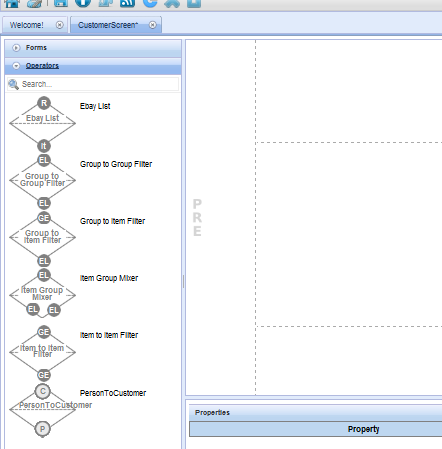 Welcome!
CustomerScreen*
Forms
Operators
Search...
R
Ebay List
Ebay List
It
EL
Group to Group Filter
Group to
Group Filter
EL
GE
Group to Item Filter
Group to
Item Filter
EL
EL
Item Group Mixer
Item Group
Mixer
EL EL
GE
Item to Item Filter
Item to Item
Filter
GE
C
PersonToCustomer
PersonToCustomer
P
P
R
E
Properties
Property